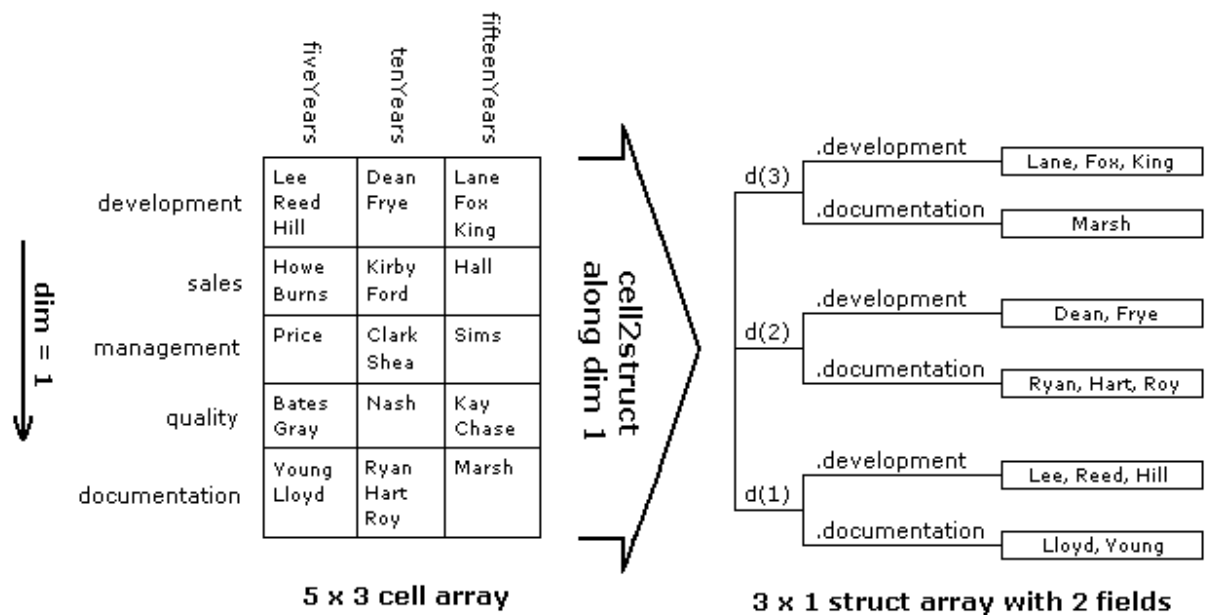 fiveYears
tenYears
fifteenYears
development
Lee
Reed
Hill
Dean
Frye
Lane
Fox
King
sales
Howe
Burns
Kirby
Ford
Hall
management
Price
Clark
Shea
Sims
quality
Bates
Gray
Nash
Kay
Chase
documentation
Young
Lloyd
Ryan
Hart
Roy
Marsh
dim = 1
5 x 3 cell array
cell2struct
along dim 1
d(3)
.development
Lane, Fox, King
.documentation
Marsh
d(2)
.development
Dean, Frye
.documentation
Ryan, Hart, Roy
d(1)
.development
Lee, Reed, Hill
.documentation
Lloyd, Young
3 x 1 struct array with 2 fields